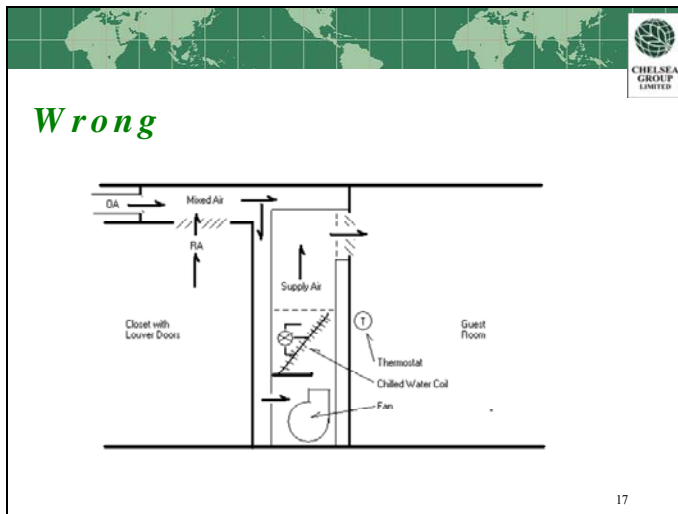 CHELSEA
GROUP
LIMITED
Wrong
OA
Mixed Air
RA
Supply Air
Closet with
Louver Doors
T
Guest
Room
Thermostat
Chilled Water Coil
Fan
17